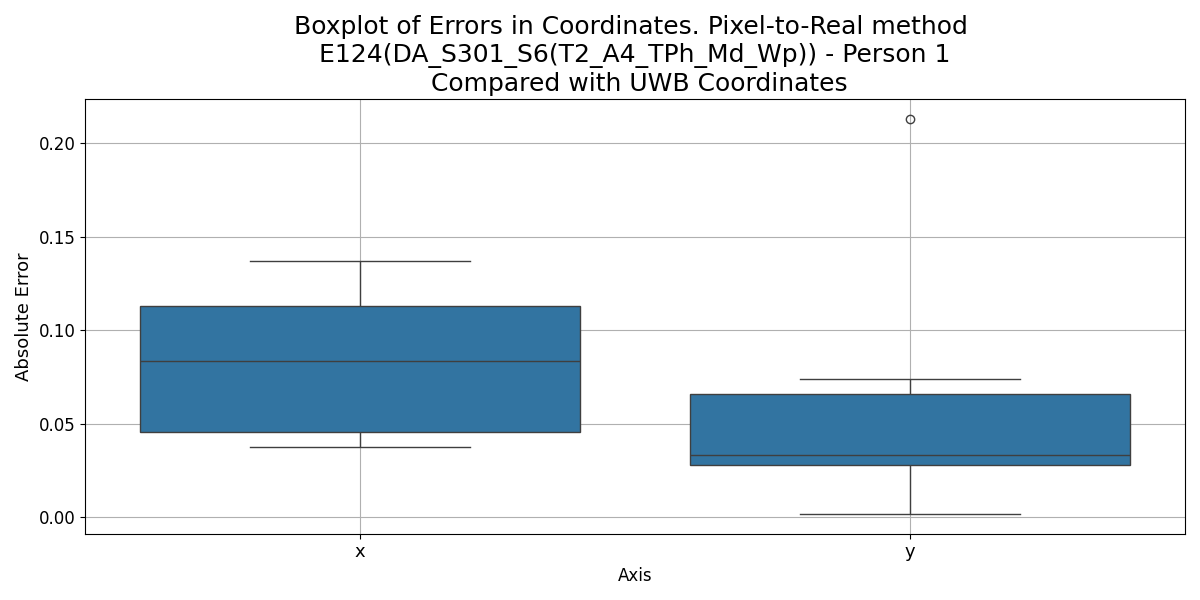 Boxplot of Errors in Coordinates. Pixel-to-Real method
E124(DA_S301_S6(T2_A4_TPh_Md_Wp)) - Person 1
Compared with UWB Coordinates
Absolute Error
0.20
0.15
0.10
0.05
0.00
x
y
Axis